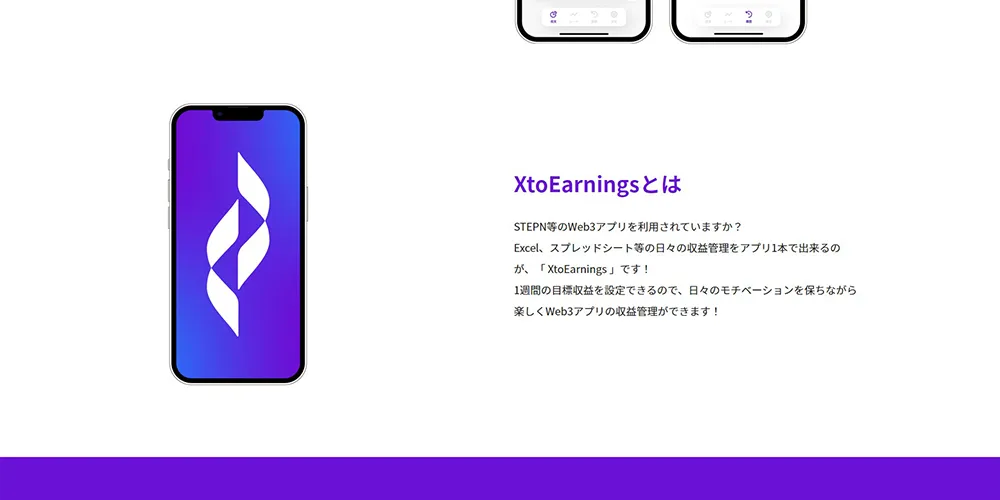 XtoEarningsとは
STEPN等のWeb3アプリを利用されていますか？
Excel、スプレッドシート等の日々の収益管理をアプリ1本で出来るの
が、「 XtoEarnings 」です！
1週間の目標収益を設定できるので、日々のモチベーションを保ちながら
楽しくWeb3アプリの収益管理ができます！